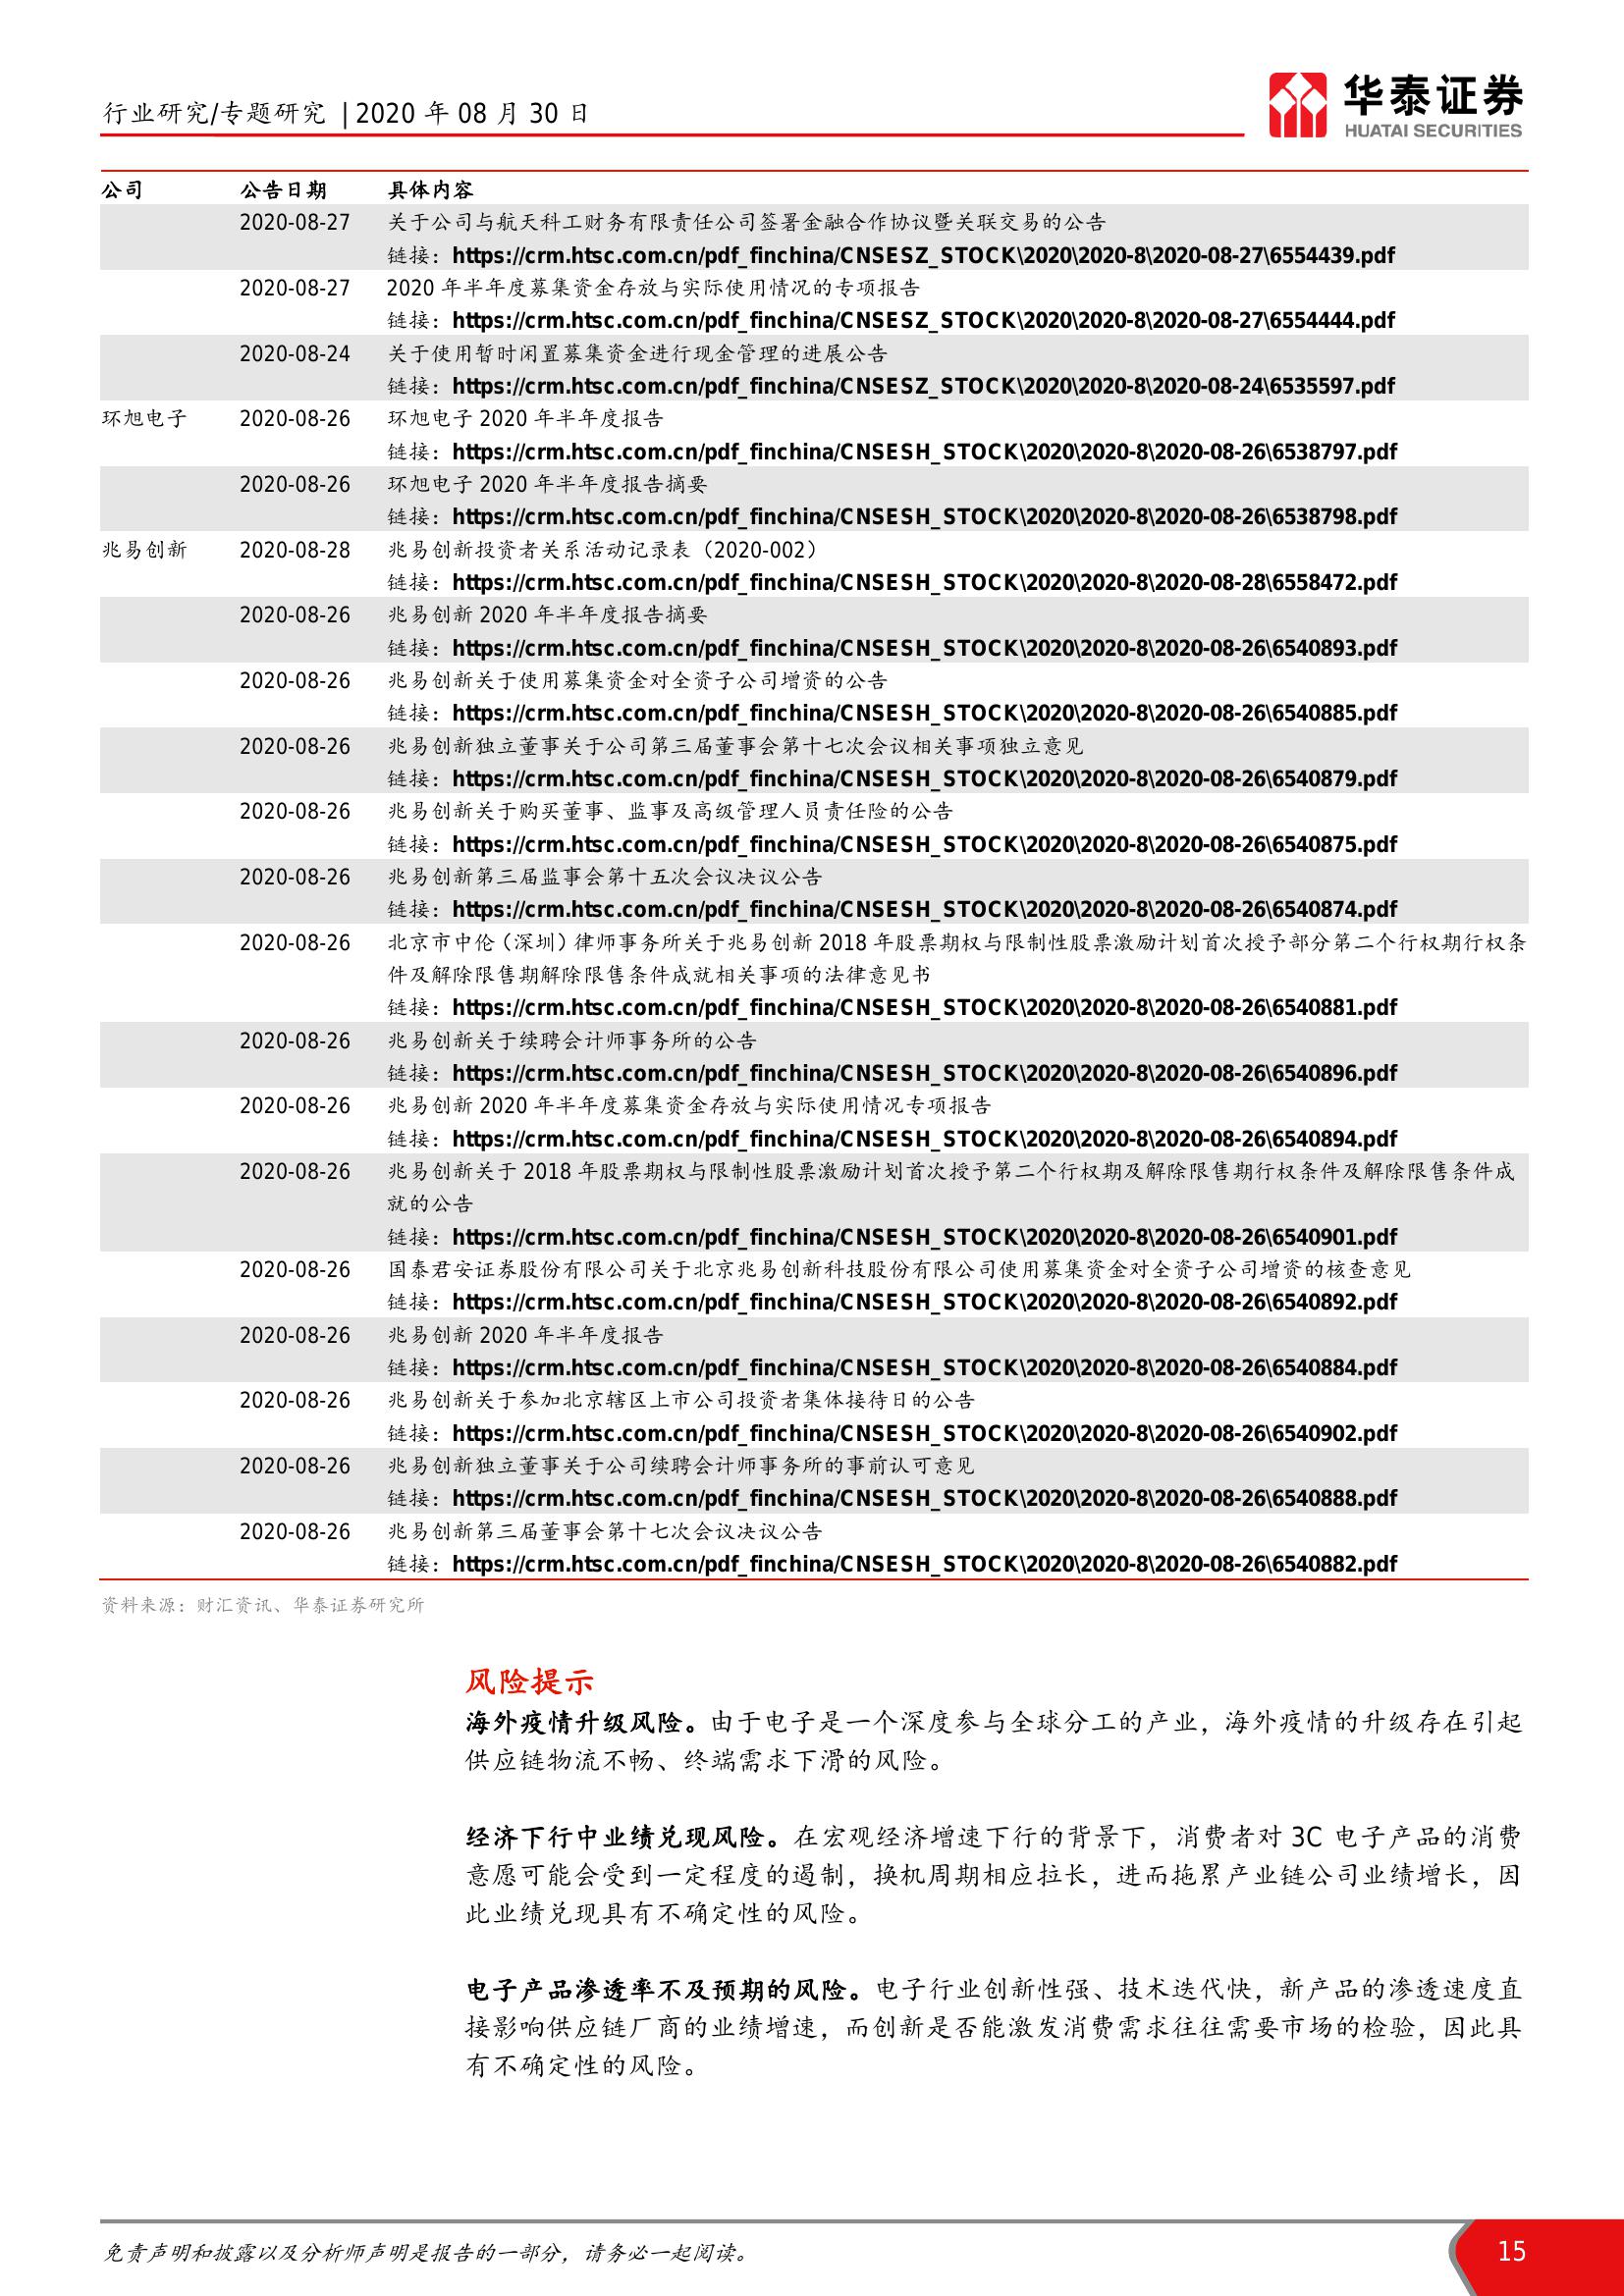 行业研究/专题研究 | 2020 年 08 月 30 日
华泰证券
HUATAI SECURITIES
公司 公告日期 具体内容
2020-08-27 关于公司与航天科工财务有限责任公司签署金融合作协议暨关联交易的公告
链接：https://crm.htsc.com.cn/pdf_finchina/CNSESZ_STOCK\2020\2020-8\2020-08-27\6554439.pdf
2020-08-27 2020 年半年度募集资金存放与实际使用情况的专项报告
链接：https://crm.htsc.com.cn/pdf_finchina/CNSESZ_STOCK\2020\2020-8\2020-08-27\6554444.pdf
2020-08-24 关于使用暂时闲置募集资金进行现金管理的进展公告
链接：https://crm.htsc.com.cn/pdf_finchina/CNSESZ_STOCK\2020\2020-8\2020-08-24\6535597.pdf
环旭电子 2020-08-26 环旭电子 2020 年半年度报告
链接：https://crm.htsc.com.cn/pdf_finchina/CNSESH_STOCK\2020\2020-8\2020-08-26\6538797.pdf
2020-08-26 环旭电子 2020 年半年度报告摘要
链接：https://crm.htsc.com.cn/pdf_finchina/CNSESH_STOCK\2020\2020-8\2020-08-26\6538798.pdf
兆易创新 2020-08-28 兆易创新投资者关系活动记录表（2020-002）
链接：https://crm.htsc.com.cn/pdf_finchina/CNSESH_STOCK\2020\2020-8\2020-08-28\6558472.pdf
2020-08-26 兆易创新 2020 年半年度报告摘要
链接：https://crm.htsc.com.cn/pdf_finchina/CNSESH_STOCK\2020\2020-8\2020-08-26\6540893.pdf
2020-08-26 兆易创新关于使用募集资金对全资子公司增资的公告
链接：https://crm.htsc.com.cn/pdf_finchina/CNSESH_STOCK\2020\2020-8\2020-08-26\6540885.pdf
2020-08-26 兆易创新独立董事关于公司第三届董事会第十七次会议相关事项独立意见
链接：https://crm.htsc.com.cn/pdf_finchina/CNSESH_STOCK\2020\2020-8\2020-08-26\6540879.pdf
2020-08-26 兆易创新关于购买董事、监事及高级管理人员责任险的公告
链接：https://crm.htsc.com.cn/pdf_finchina/CNSESH_STOCK\2020\2020-8\2020-08-26\6540875.pdf
2020-08-26 兆易创新第三届监事会第十五次会议决议公告
链接：https://crm.htsc.com.cn/pdf_finchina/CNSESH_STOCK\2020\2020-8\2020-08-26\6540874.pdf
2020-08-26 北京市中伦（深圳）律师事务所关于兆易创新 2018 年股票期权与限制性股票激励计划首次授予部分第二个行权期行权条
件及解除限售期解除限售条件成就相关事项的法律意见书
链接：https://crm.htsc.com.cn/pdf_finchina/CNSESH_STOCK\2020\2020-8\2020-08-26\6540881.pdf
2020-08-26 兆易创新关于续聘会计师事务所的公告
链接：https://crm.htsc.com.cn/pdf_finchina/CNSESH_STOCK\2020\2020-8\2020-08-26\6540896.pdf
2020-08-26 兆易创新 2020 年半年度募集资金存放与实际使用情况专项报告
链接：https://crm.htsc.com.cn/pdf_finchina/CNSESH_STOCK\2020\2020-8\2020-08-26\6540894.pdf
2020-08-26 兆易创新关于 2018 年股票期权与限制性股票激励计划首次授予第二个行权期及解除限售期行权条件及解除限售条件成
就的公告
链接：https://crm.htsc.com.cn/pdf_finchina/CNSESH_STOCK\2020\2020-8\2020-08-26\6540901.pdf
2020-08-26 国泰君安证券股份有限公司关于北京兆易创新科技股份有限公司使用募集资金对全资子公司增资的核查意见
链接：https://crm.htsc.com.cn/pdf_finchina/CNSESH_STOCK\2020\2020-8\2020-08-26\6540892.pdf
2020-08-26 兆易创新 2020 年半年度报告
链接：https://crm.htsc.com.cn/pdf_finchina/CNSESH_STOCK\2020\2020-8\2020-08-26\6540884.pdf
2020-08-26 兆易创新关于参加北京辖区上市公司投资者集体接待日的公告
链接：https://crm.htsc.com.cn/pdf_finchina/CNSESH_STOCK\2020\2020-8\2020-08-26\6540902.pdf
2020-08-26 兆易创新独立董事关于公司续聘会计师事务所的事前认可意见
链接：https://crm.htsc.com.cn/pdf_finchina/CNSESH_STOCK\2020\2020-8\2020-08-26\6540888.pdf
2020-08-26 兆易创新第三届董事会第十七次会议决议公告
链接：https://crm.htsc.com.cn/pdf_finchina/CNSESH_STOCK\2020\2020-8\2020-08-26\6540882.pdf
资料来源：财汇资讯、华泰证券研究所
风险提示
海外疫情升级风险。由于电子是一个深度参与全球分工的产业，海外疫情的升级存在引起
供应链物流不畅、终端需求下滑的风险。
经济下行中业绩兑现风险。在宏观经济增速下行的背景下，消费者对 3C 电子产品的消费
意愿可能会受到一定程度的遏制，换机周期相应拉长，进而拖累产业链公司业绩增长，因
此业绩兑现具有不确定性的风险。
电子产品渗透率不及预期的风险。电子行业创新性强、技术迭代快，新产品的渗透速度直
接影响供应链厂商的业绩增速，而创新是否能激发消费需求往往需要市场的检验，因此具
有不确定性的风险。
免责声明和披露以及分析师声明是报告的一部分，请务必一起阅读。 15